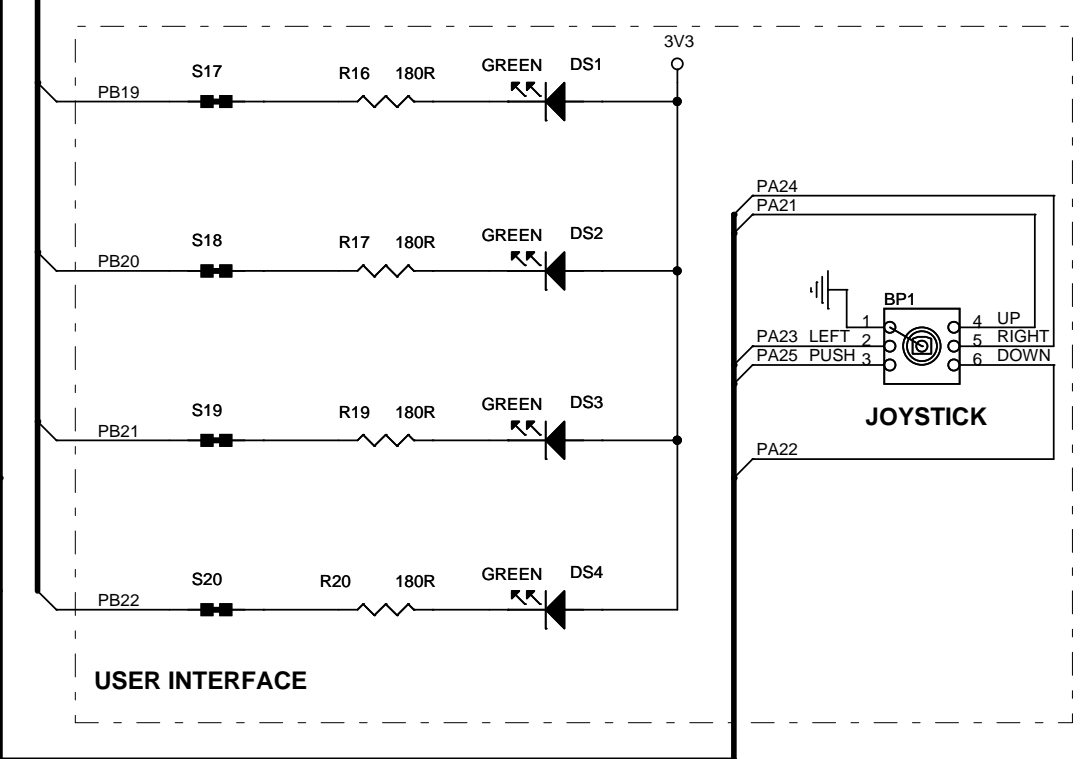 3V3
S17 R16 180R GREEN DS1
PB19
S18 R17 180R GREEN DS2
PB20
S19 R19 180R GREEN DS3
PB21
S20 R20 180R GREEN DS4
PB22
USER INTERFACE
PA24
PA21
BP1
1 4 UP
PA23 LEFT 2 5 RIGHT
PA25 PUSH 3 6 DOWN
JOYSTICK
PA22